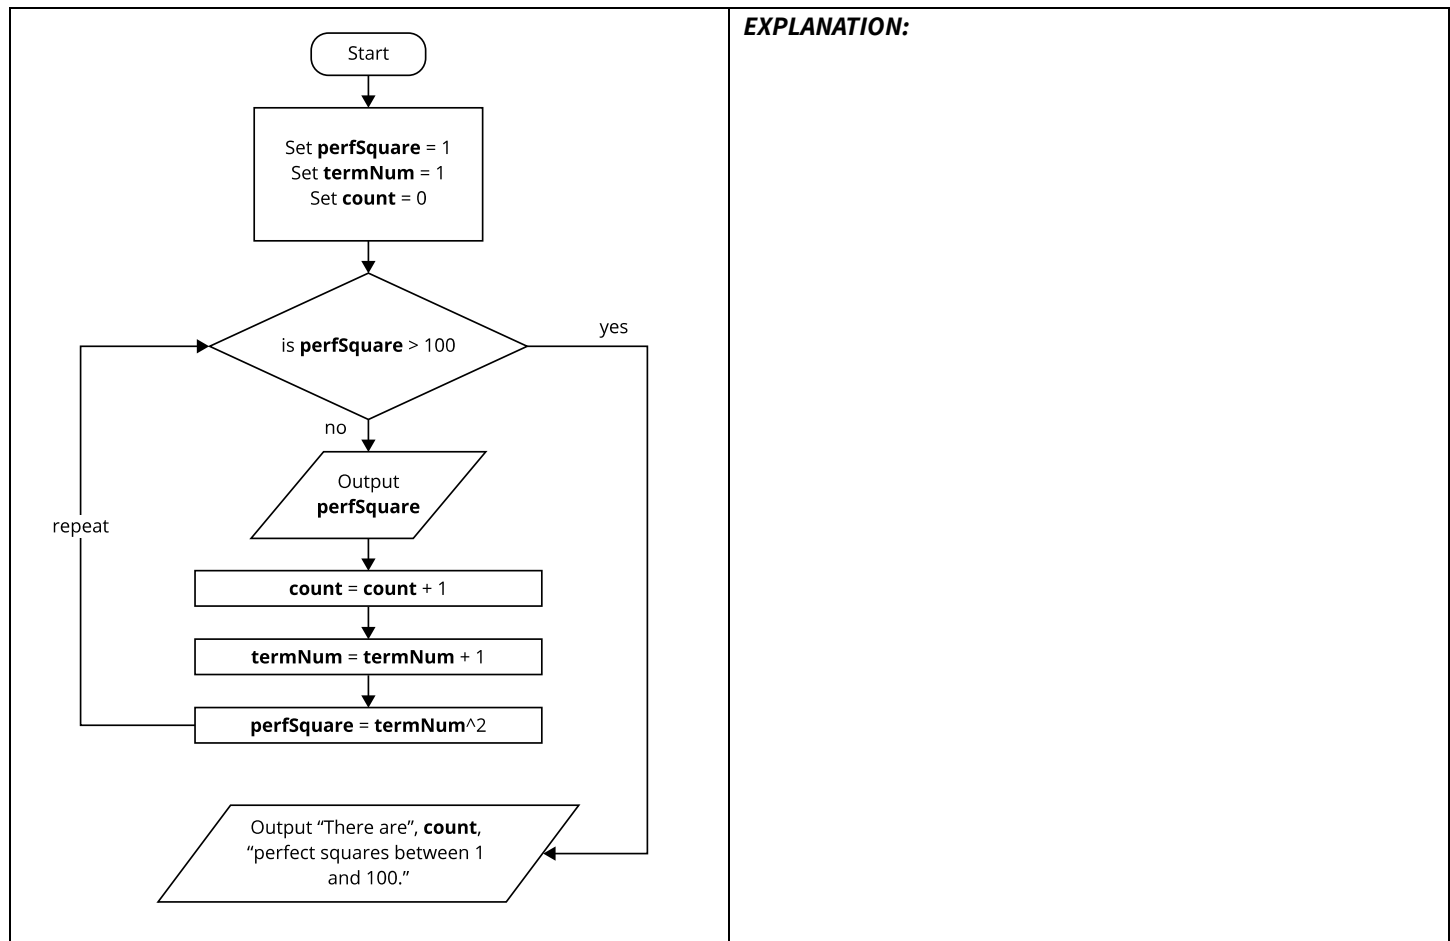 Start
Set perfSquare = 1
Set termNum = 1
Set count = 0
is perfSquare > 100
yes
no
Output
perfSquare
repeat
count = count + 1
termNum = termNum + 1
perfSquare = termNum^2
Output “There are”, count,
“perfect squares between 1
and 100.”
EXPLANATION: